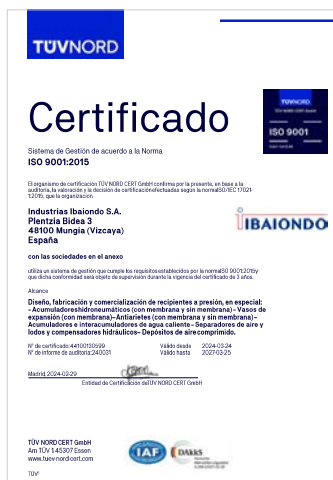 TÜVNORD
Certificado
TÜVNORD
TÜV NORD CERT GmbH
ISO 9001
Sistema de Gestión de acuerdo a la Norma
ISO 9001:2015
El organismo de certificación TÜV NORD CERT GmbH confirma por la presente, en base a la
auditoría, la valoración y la decisión de certificación efectuadas según la norma ISO/IEC 17021-
1:2015, que la organización
Industrias Ibaiondo S.A.
Plentzia Bidea 3
48100 Mungia (Vizcaya)
España
IBAIONDO
con las sociedades en el anexo
utiliza un sistema de gestión que cumple los requisitos establecidos por la norma ISO 9001:2015 y
que dicha conformidad será objeto de supervisión durante la vigencia del certificado de 3 años.
Alcance
Diseño, fabricación y comercialización de recipientes a presión, en especial:
- Acumuladores hidroneumáticos (con membrana y sin membrana) - Vasos de
expansión (con membrana) - Antiarietes (con membrana y sin membrana) -
Acumuladores e interacumuladores de agua caliente - Separadores de aire y
lodos y compensadores hidráulicos - Depósitos de aire comprimido.
N° de certificado: 44100130599
Válido desde 2024-03-24
N° de informe de auditoría: 240031
Válido hasta 2027-03-25
Madrid, 2024-02-29
Entidad de Certificación de TÜV NORD CERT GmbH
TÜV NORD CERT GmbH
Am TÜV 1 45307 Essen
www.tuev-nord-cert.com
IAF
DAkkS
TÜV®